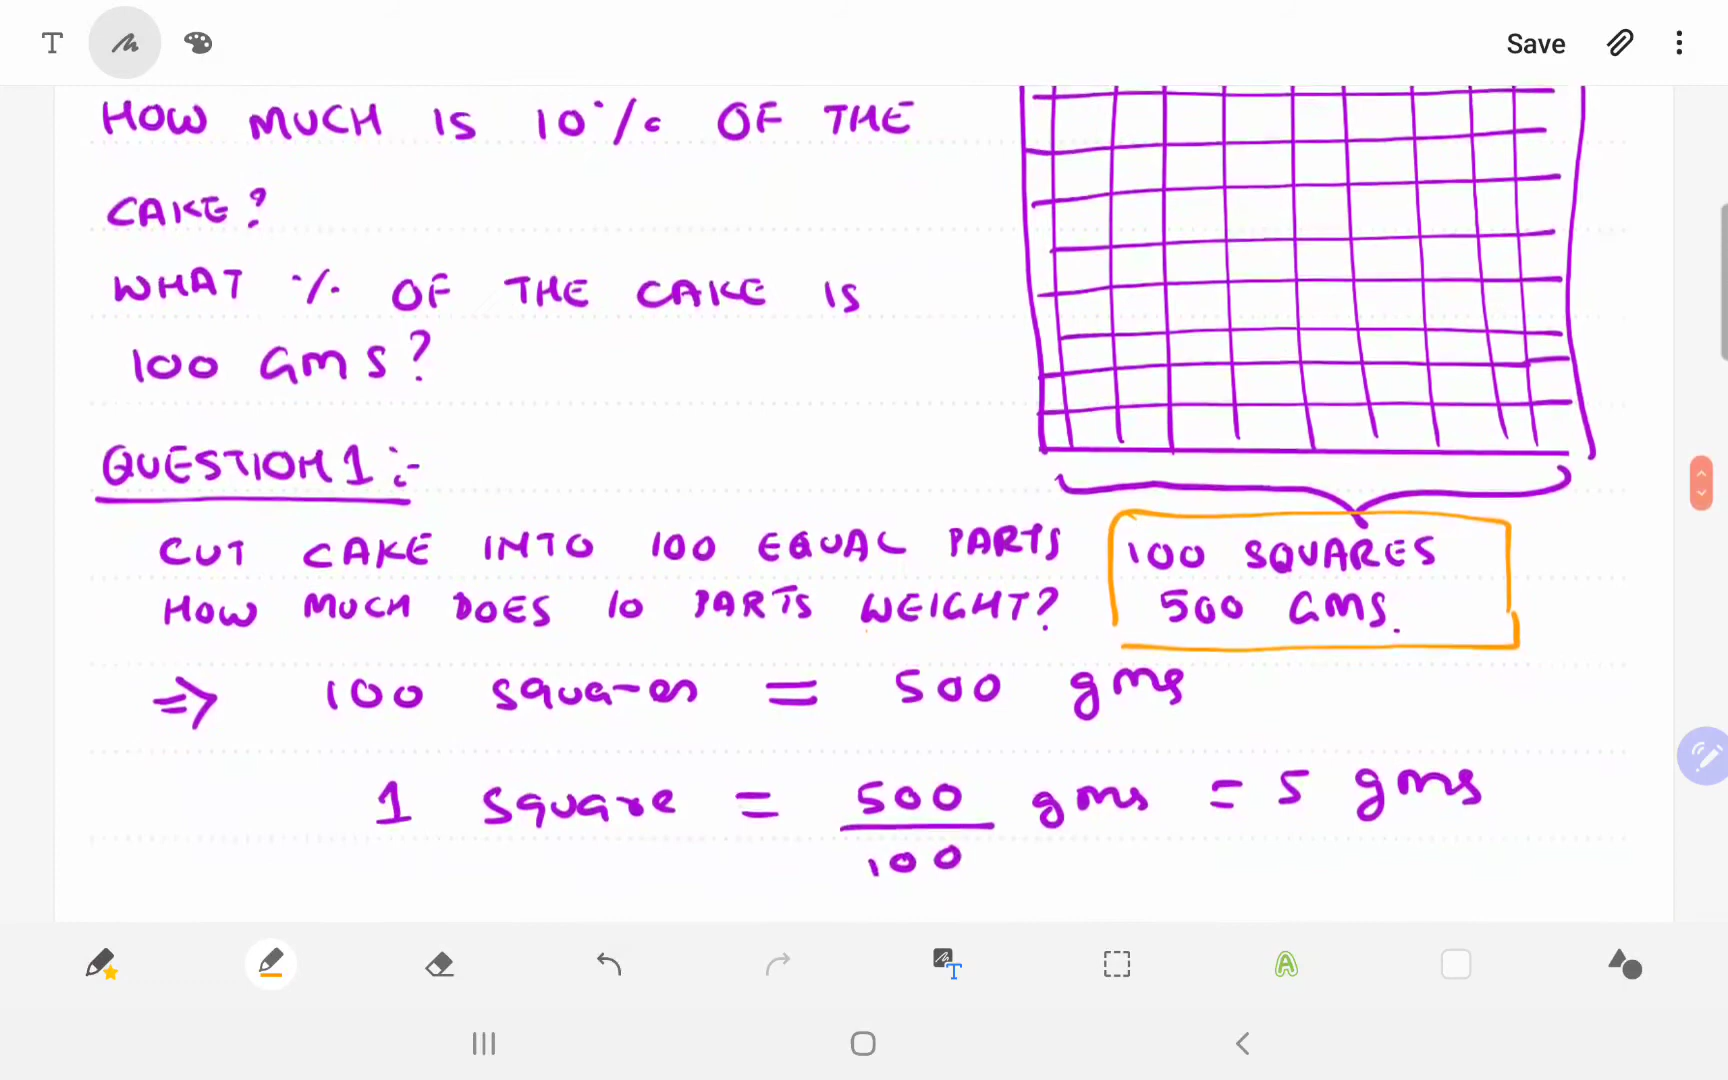 T Save
HOW MUCH IS 10% OF THE
CAKE?
WHAT % OF THE CAKE IS
100 GMS?
QUESTION 1:-
CUT CAKE INTO 100 EQUAL PARTS
HOW MUCH DOES 10 PARTS WEIGHT?
100 SQUARES
500 GMS.
⇒ 100 squares = 500 gms
1 square = 500/100 gms = 5 gms
T A